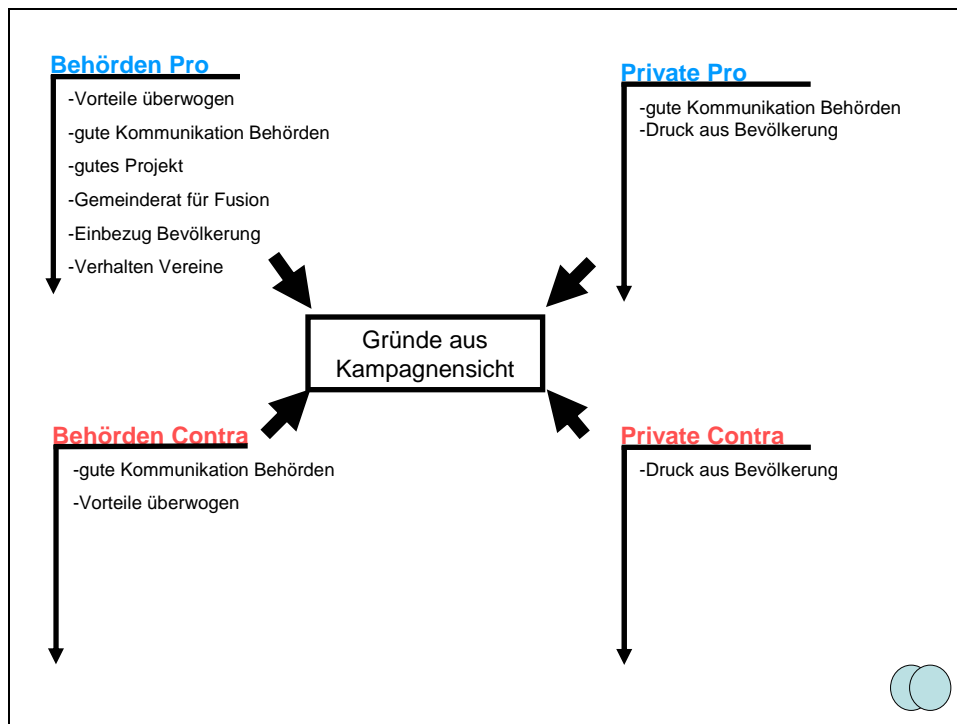 Behörden Pro
-Vorteile überwogen
-gute Kommunikation Behörden
-gutes Projekt
-Gemeinderat für Fusion
-Einbezug Bevölkerung
-Verhalten Vereine
Private Pro
-gute Kommunikation Behörden
-Druck aus Bevölkerung
Gründe aus
Kampagnensicht
Behörden Contra
-gute Kommunikation Behörden
-Vorteile überwogen
Private Contra
-Druck aus Bevölkerung